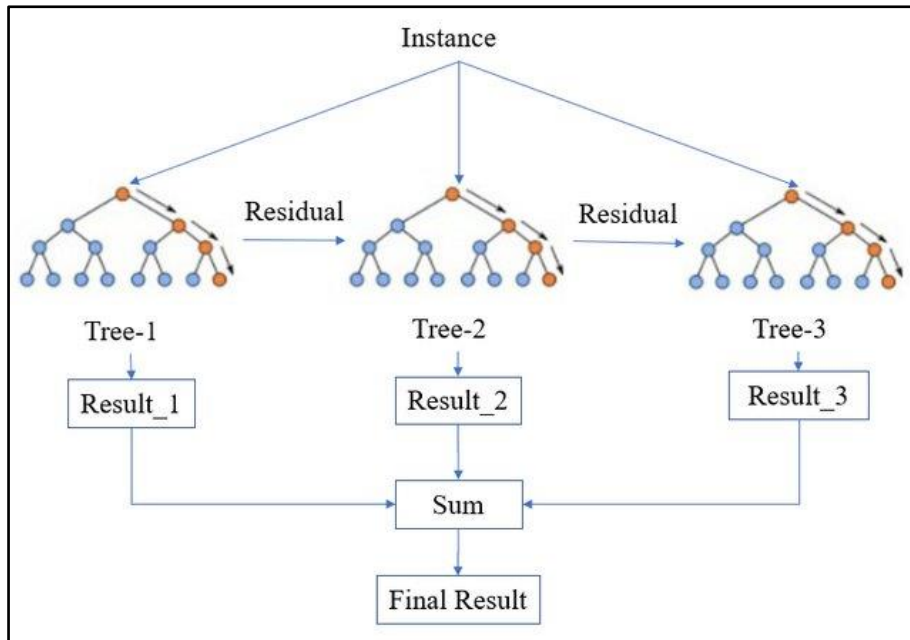 Instance
Residual
Residual
Tree-1
Tree-2
Tree-3
Result_1
Result_2
Result_3
Sum
Final Result